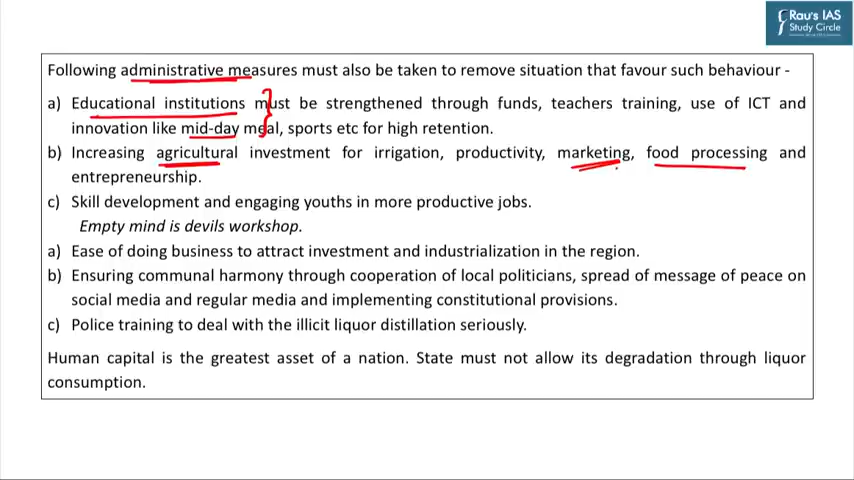 Rau's IAS
Study Circle
Following administrative measures must also be taken to remove situation that favour such behaviour -
a) Educational institutions must be strengthened through funds, teachers training, use of ICT and
innovation like mid-day meal, sports etc for high retention.
b) Increasing agricultural investment for irrigation, productivity, marketing, food processing and
entrepreneurship.
c) Skill development and engaging youths in more productive jobs.
Empty mind is devils workshop.
a) Ease of doing business to attract investment and industrialization in the region.
b) Ensuring communal harmony through cooperation of local politicians, spread of message of peace on
social media and regular media and implementing constitutional provisions.
c) Police training to deal with the illicit liquor distillation seriously.
Human capital is the greatest asset of a nation. State must not allow its degradation through liquor
consumption.